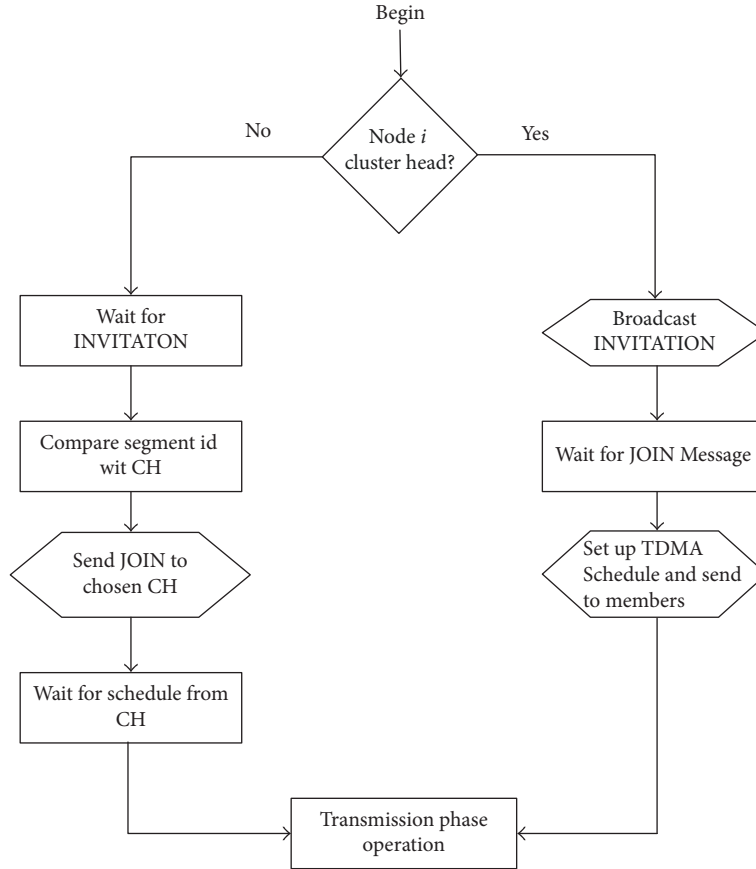 Begin
Node i
cluster head?
No
Yes
Wait for
INVITATON
Compare segment id
wit CH
Send JOIN to
chosen CH
Wait for schedule from
CH
Broadcast
INVITATION
Wait for JOIN Message
Set up TDMA
Schedule and send
to members
Transmission phase
operation